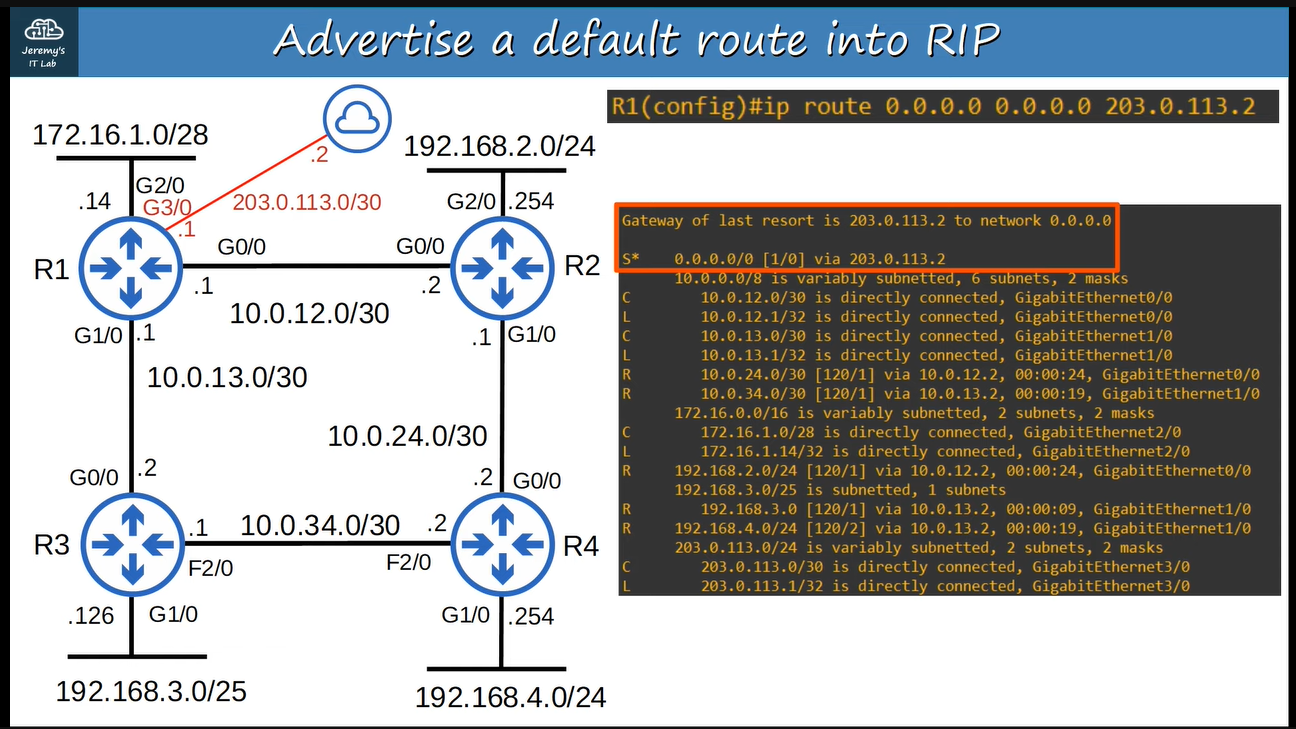 Jeremy's
IT Lab
Advertise a default route into RIP
R1(config)#ip route 0.0.0.0 0.0.0.0 203.0.113.2
172.16.1.0/28
192.168.2.0/24
.2
.14
G2/0
G3/0
.1
203.0.113.0/30
G2/0
.254
R1
G0/0
G0/0
R2
.1
.2
10.0.12.0/30
G1/0
.1
.1
G1/0
10.0.13.0/30
10.0.24.0/30
G0/0
.2
.2
G0/0
R3
.1
10.0.34.0/30
.2
R4
F2/0
F2/0
.126
G1/0
G1/0
.254
192.168.3.0/25
192.168.4.0/24
Gateway of last resort is 203.0.113.2 to network 0.0.0.0
S* 0.0.0.0/0 [1/0] via 203.0.113.2
10.0.0.0/8 is variably subnetted, 6 subnets, 2 masks
C 10.0.12.0/30 is directly connected, GigabitEthernet0/0
L 10.0.12.1/32 is directly connected, GigabitEthernet0/0
C 10.0.13.0/30 is directly connected, GigabitEthernet1/0
L 10.0.13.1/32 is directly connected, GigabitEthernet1/0
R 10.0.24.0/30 [120/1] via 10.0.12.2, 00:00:24, GigabitEthernet0/0
R 10.0.34.0/30 [120/1] via 10.0.13.2, 00:00:19, GigabitEthernet1/0
172.16.0.0/16 is variably subnetted, 2 subnets, 2 masks
C 172.16.1.0/28 is directly connected, GigabitEthernet2/0
L 172.16.1.14/32 is directly connected, GigabitEthernet2/0
R 192.168.2.0/24 [120/1] via 10.0.12.2, 00:00:24, GigabitEthernet0/0
192.168.3.0/25 is subnetted, 1 subnets
R 192.168.3.0 [120/1] via 10.0.13.2, 00:00:09, GigabitEthernet1/0
R 192.168.4.0/24 [120/2] via 10.0.13.2, 00:00:19, GigabitEthernet1/0
203.0.113.0/24 is variably subnetted, 2 subnets, 2 masks
C 203.0.113.0/30 is directly connected, GigabitEthernet3/0
L 203.0.113.1/32 is directly connected, GigabitEthernet3/0